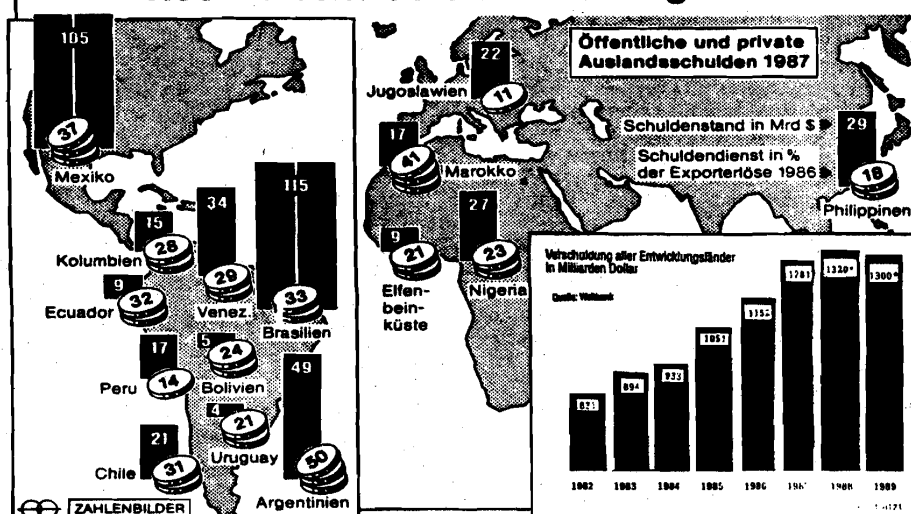 Öffentliche und private
Auslandsschulden 1987
Schuldenstand in Mrd $
Schuldendienst in %
der Exporterlöse 1986
105
37
Mexiko
15
28
Kolumbien
9
32
Ecuador
34
29
Venez.
115
33
Brasilien
17
14
Peru
5
24
Bolivien
4
21
Uruguay
21
31
Chile
49
50
Argentinien
22
Jugoslawien
11
17
41
Marokko
9
21
Elfen-
bein-
küste
27
23
Nigeria
29
18
Philippinen
Verschuldung aller Entwicklungsländer
in Milliarden Dollar
Quelle: Weltbank
894
933
1051
1152
1281
1320*
1300*
1982 1983 1984 1985 1986 1988 1989
ZAHLENBILDER